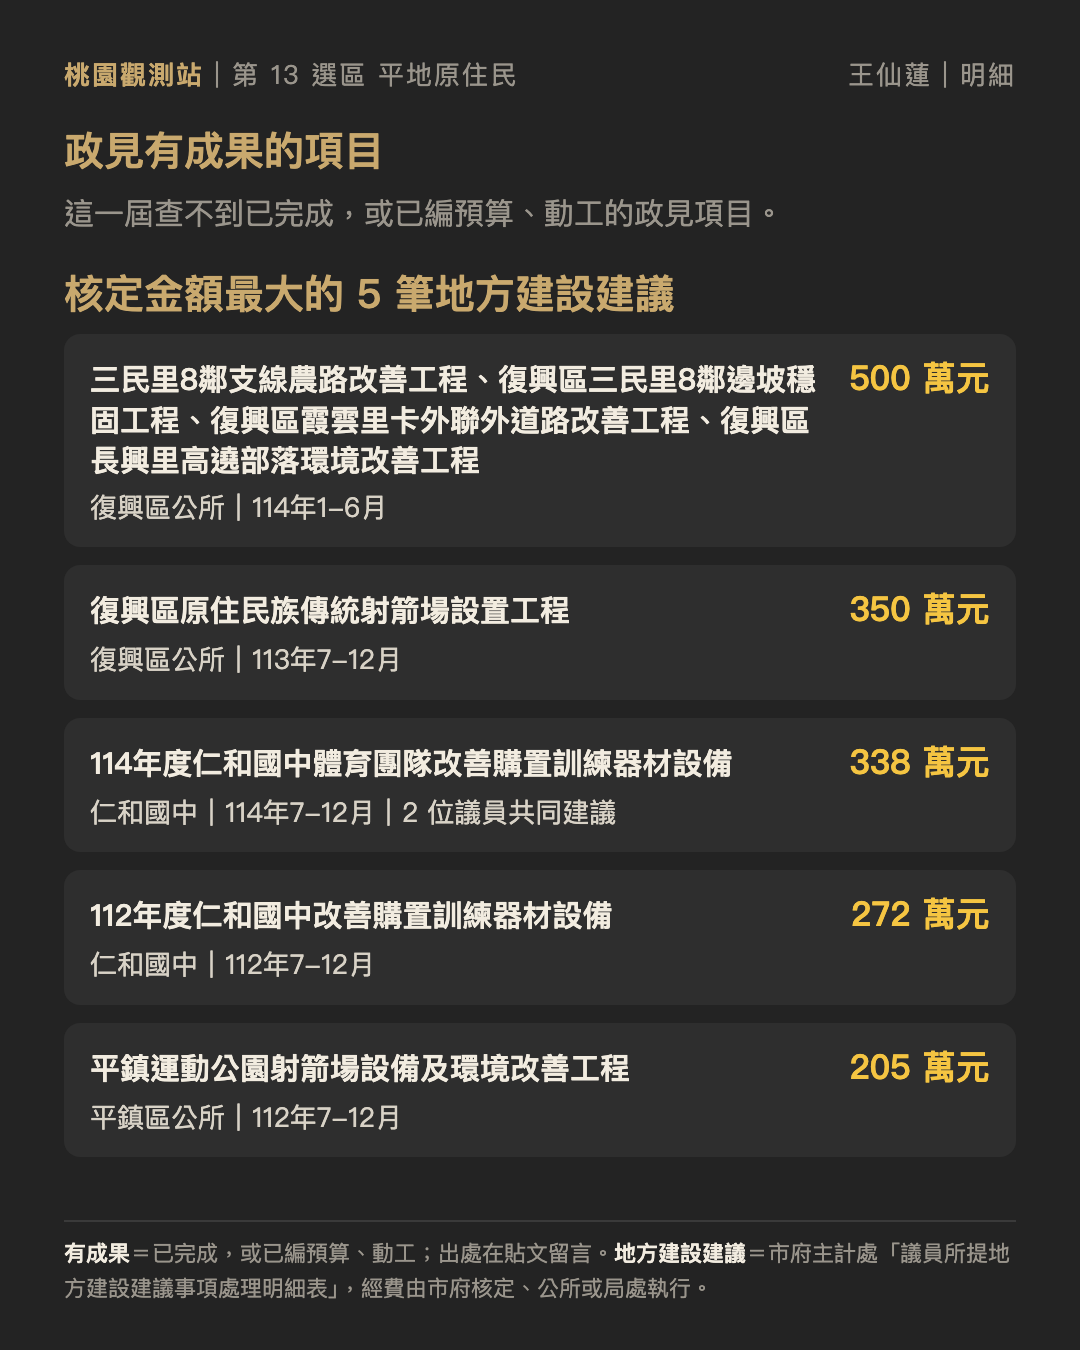 桃園觀測站｜第 13 選區 平地原住民
王仙蓮｜明細
政見有成果的項目
這一屆查不到已完成，或已編預算、動工的政見項目。
核定金額最大的 5 筆地方建設建議
三民里8鄰支線農路改善工程、復興區三民里8鄰邊坡穩
固工程、復興區霞雲里卡外聯外道路改善工程、復興區
長興里高遶部落環境改善工程
500 萬元
復興區公所｜114年1–6月
復興區原住民族傳統射箭場設置工程
350 萬元
復興區公所｜113年7–12月
114年度仁和國中體育團隊改善購置訓練器材設備
338 萬元
仁和國中｜114年7–12月｜2 位議員共同建議
112年度仁和國中改善購置訓練器材設備
272 萬元
仁和國中｜112年7–12月
平鎮運動公園射箭場設備及環境改善工程
205 萬元
平鎮區公所｜112年7–12月
有成果＝已完成，或已編預算、動工；出處在貼文留言。地方建設建議＝市府主計處「議員所提地
方建設建議事項處理明細表」，經費由市府核定、公所或局處執行。